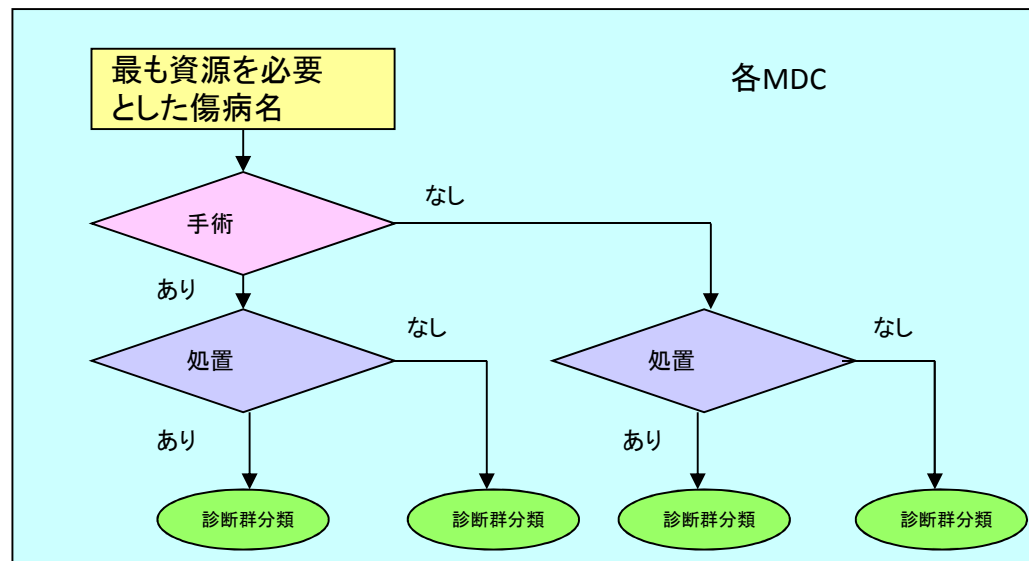 最も資源を必要
とした傷病名
各MDC
なし
手術
あり
なし
なし
処置
処置
あり
あり
診断群分類
診断群分類
診断群分類
診断群分類